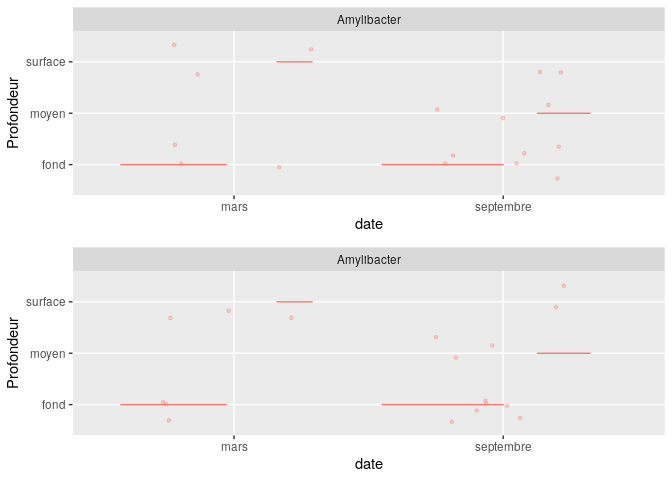 Amylibacter
Profondeur
surface
moyen
fond
mars septembre
date
Amylibacter
Profondeur
surface
moyen
fond
mars septembre
date